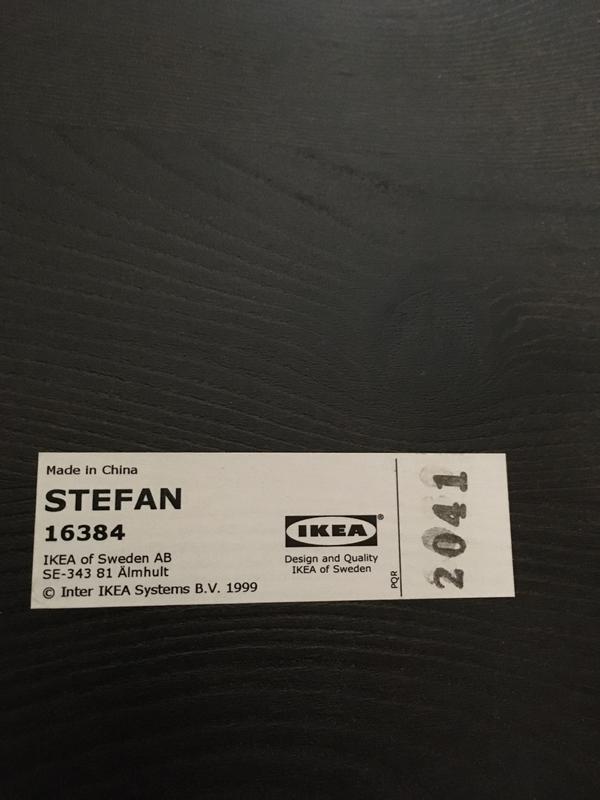 Made in China
STEFAN
16384
IKEA of Sweden AB
SE-343 81 Älmhult
© Inter IKEA Systems B.V. 1999
IKEA®
Design and Quality
IKEA of Sweden
PQR
2041